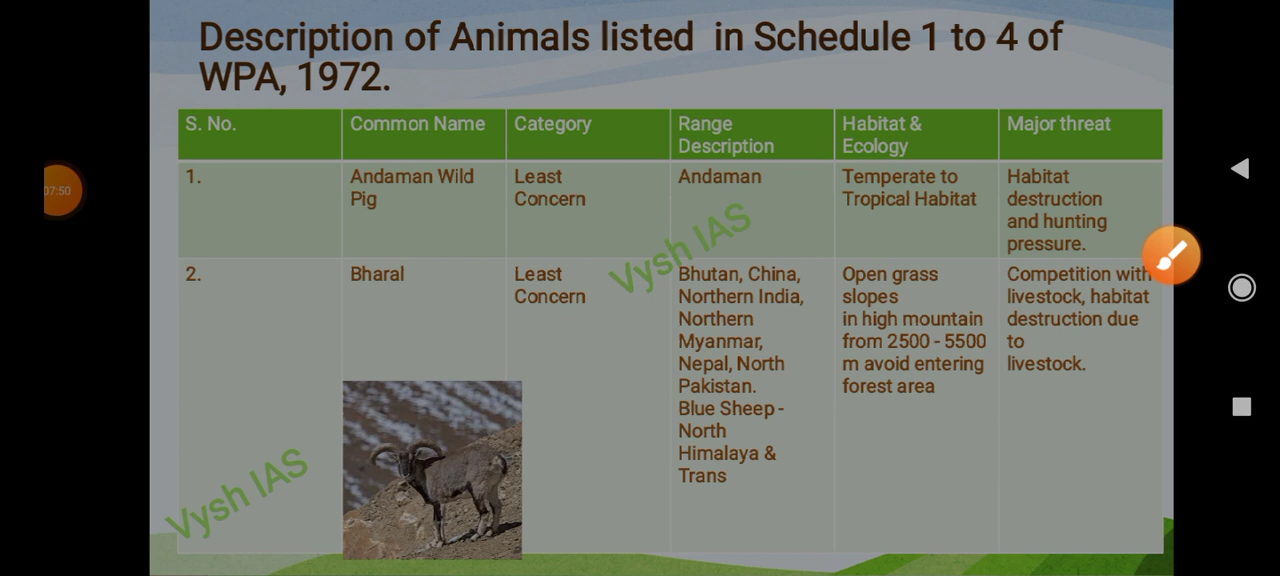 Description of Animals listed in Schedule 1 to 4 of
WPA, 1972.
S. No.
Common Name
Category
Range
Description
Habitat &
Ecology
Major threat
1.
Andaman Wild
Pig
Least
Concern
Andaman
Temperate to
Tropical Habitat
Habitat
destruction
and hunting
pressure.
2.
Bharal
Least
Concern
Bhutan, China,
Northern India,
Northern
Myanmar,
Nepal, North
Pakistan.
Blue Sheep -
North
Himalaya &
Trans
Open grass
slopes
in high mountain
from 2500 - 5500
m avoid entering
forest area
Competition with
livestock, habitat
destruction due
to
livestock.
Vysh IAS
Vysh IAS
07:50